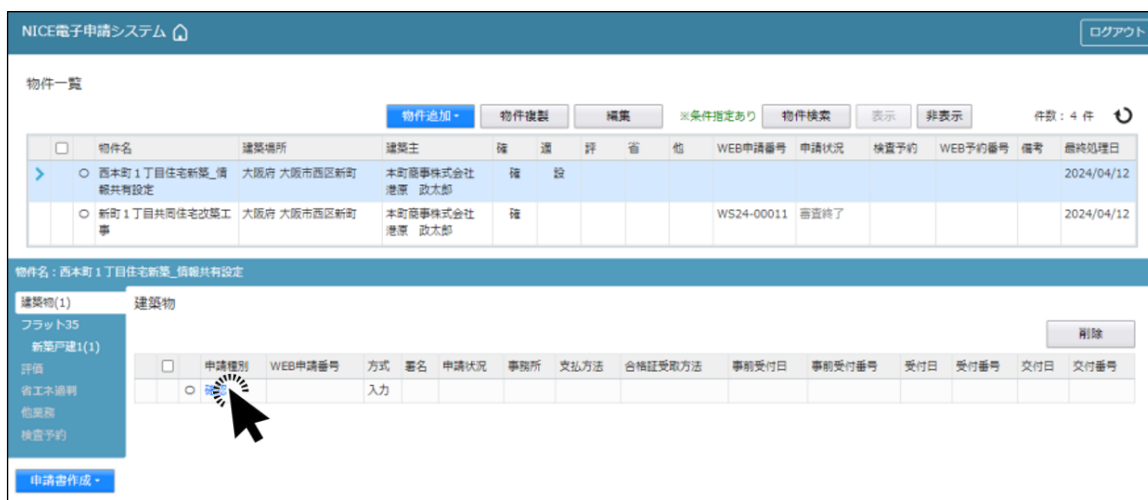 NICE電子申請システム
ログアウト
物件一覧
物件追加
物件複製
編集
※条件指定あり
物件検索
表示
非表示
件数：4 件
物件名 建築場所 建築主 確 適 評 省 他 WEB申請番号 申請状況 検査予約 WEB予約番号 備考 最終処理日
西本町１丁目住宅新築_情 大阪府 大阪市西区新町 本町商事株式会社 確 設 2024/04/12
報共有設定 港原 政太郎
新町１丁目共同住宅改築工 大阪府 大阪市西区新町 本町商事株式会社 確 WS24-00011 審査終了 2024/04/12
事 港原 政太郎
物件名：西本町１丁目住宅新築_情報共有設定
建築物(1)
建築物
フラット35
削除
新築戸建1(1)
評価
申請種別 WEB申請番号 方式 署名 申請状況 事務所 支払方法 合格証受取方法 事前受付日 事前受付番号 受付日 受付番号 交付日 交付番号
省エネ適判
入力
他業務
検査予約
申請書作成